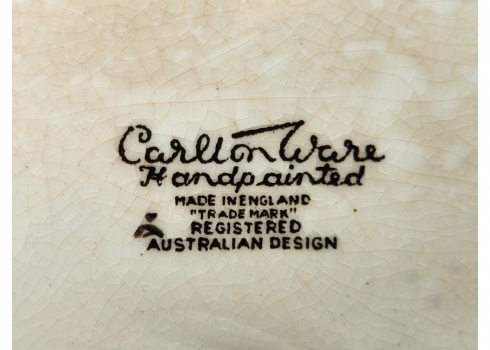 Carlton Ware
Handpainted
MADE IN ENGLAND
"TRADE MARK"
REGISTERED
AUSTRALIAN DESIGN